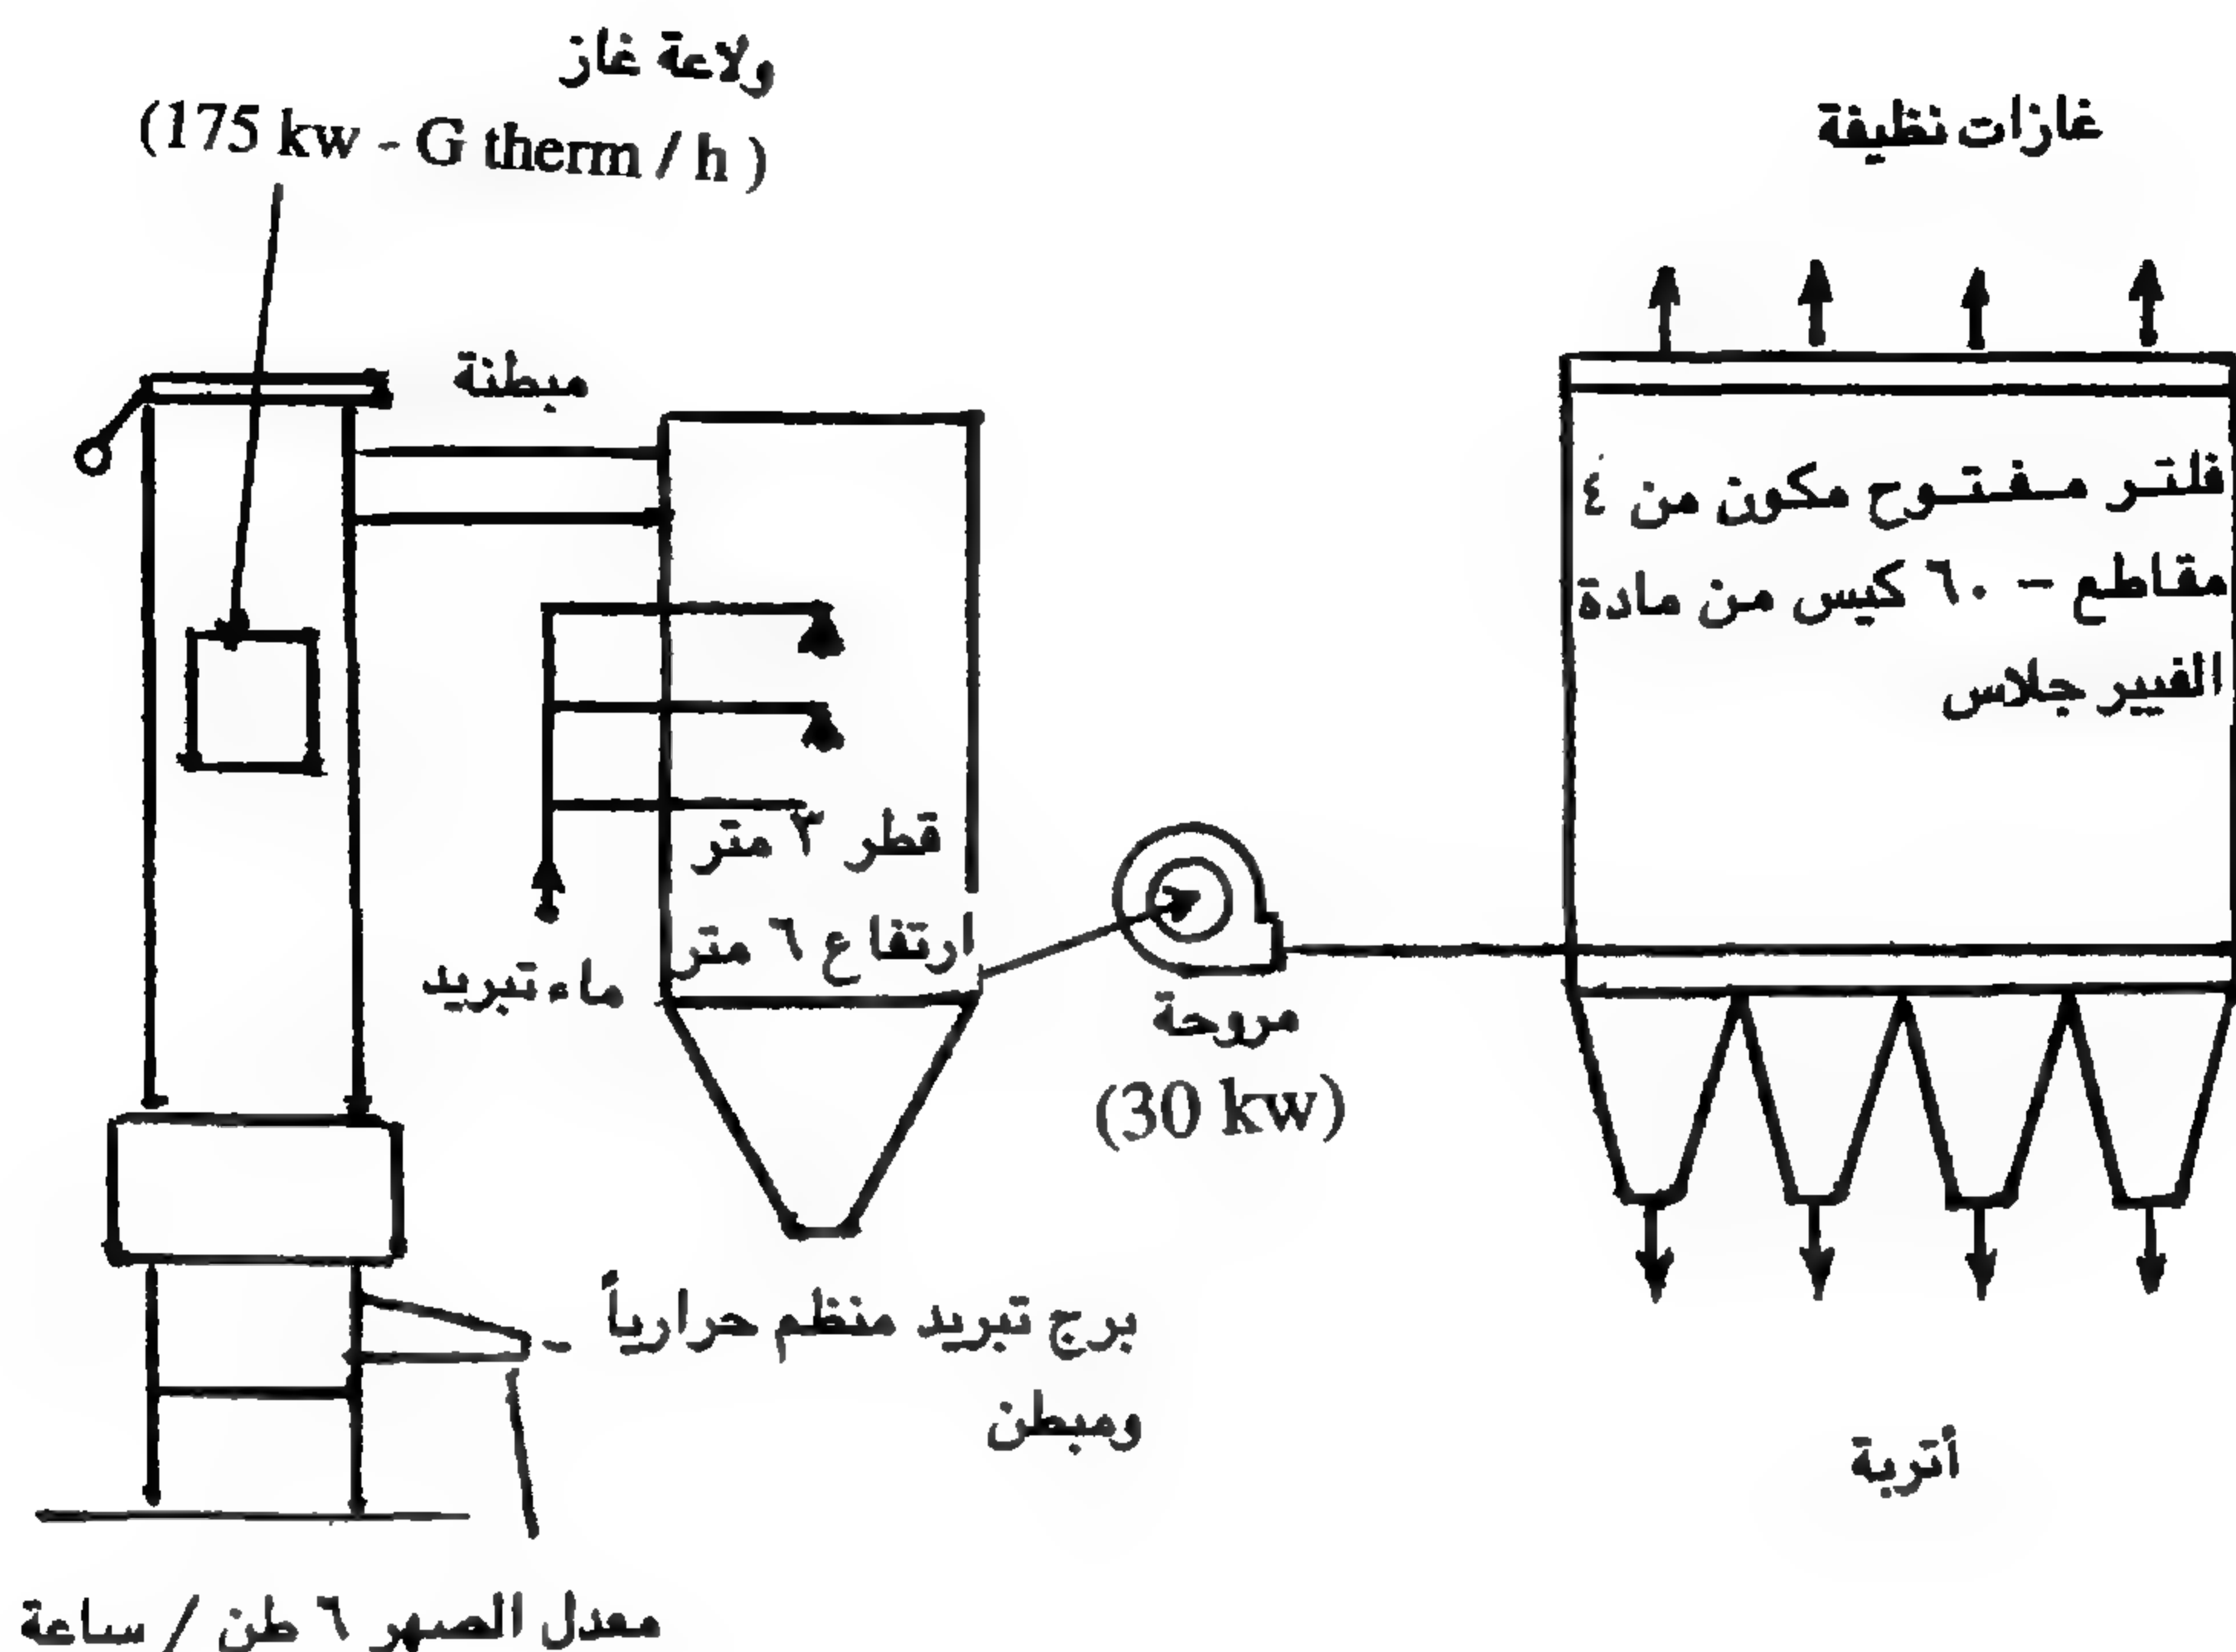 ولاعة غاز
(175 kw - G therm / h )
غازات نظيفة
مبطنة
فلتر مفتوح مكون من ٤
مقاطع - ٦٠ كيس من مادة
الفيبر جلاس
قطر ٣ متر
ارتفاع ٦ متر
ماء تبريد
مروحة
(30 kw)
برج تبريد منظم حرارياً -
ومبطن
أتربة
معدل الصهر ٦ طن / ساعة